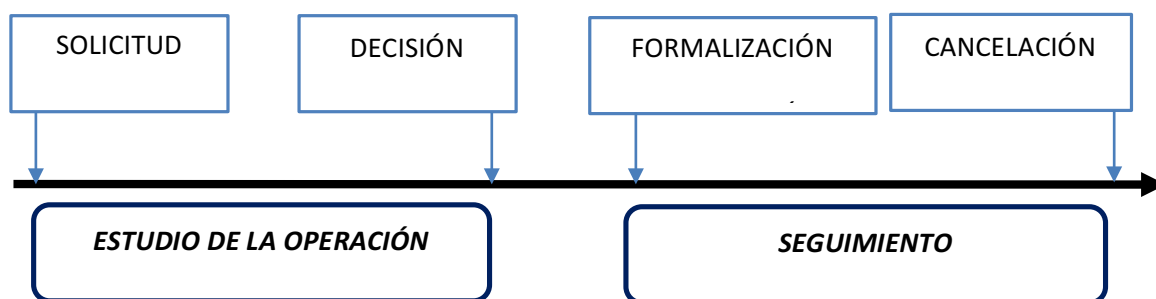 SOLICITUD
DECISIÓN
FORMALIZACIÓN
CANCELACIÓN
ESTUDIO DE LA OPERACIÓN
SEGUIMIENTO